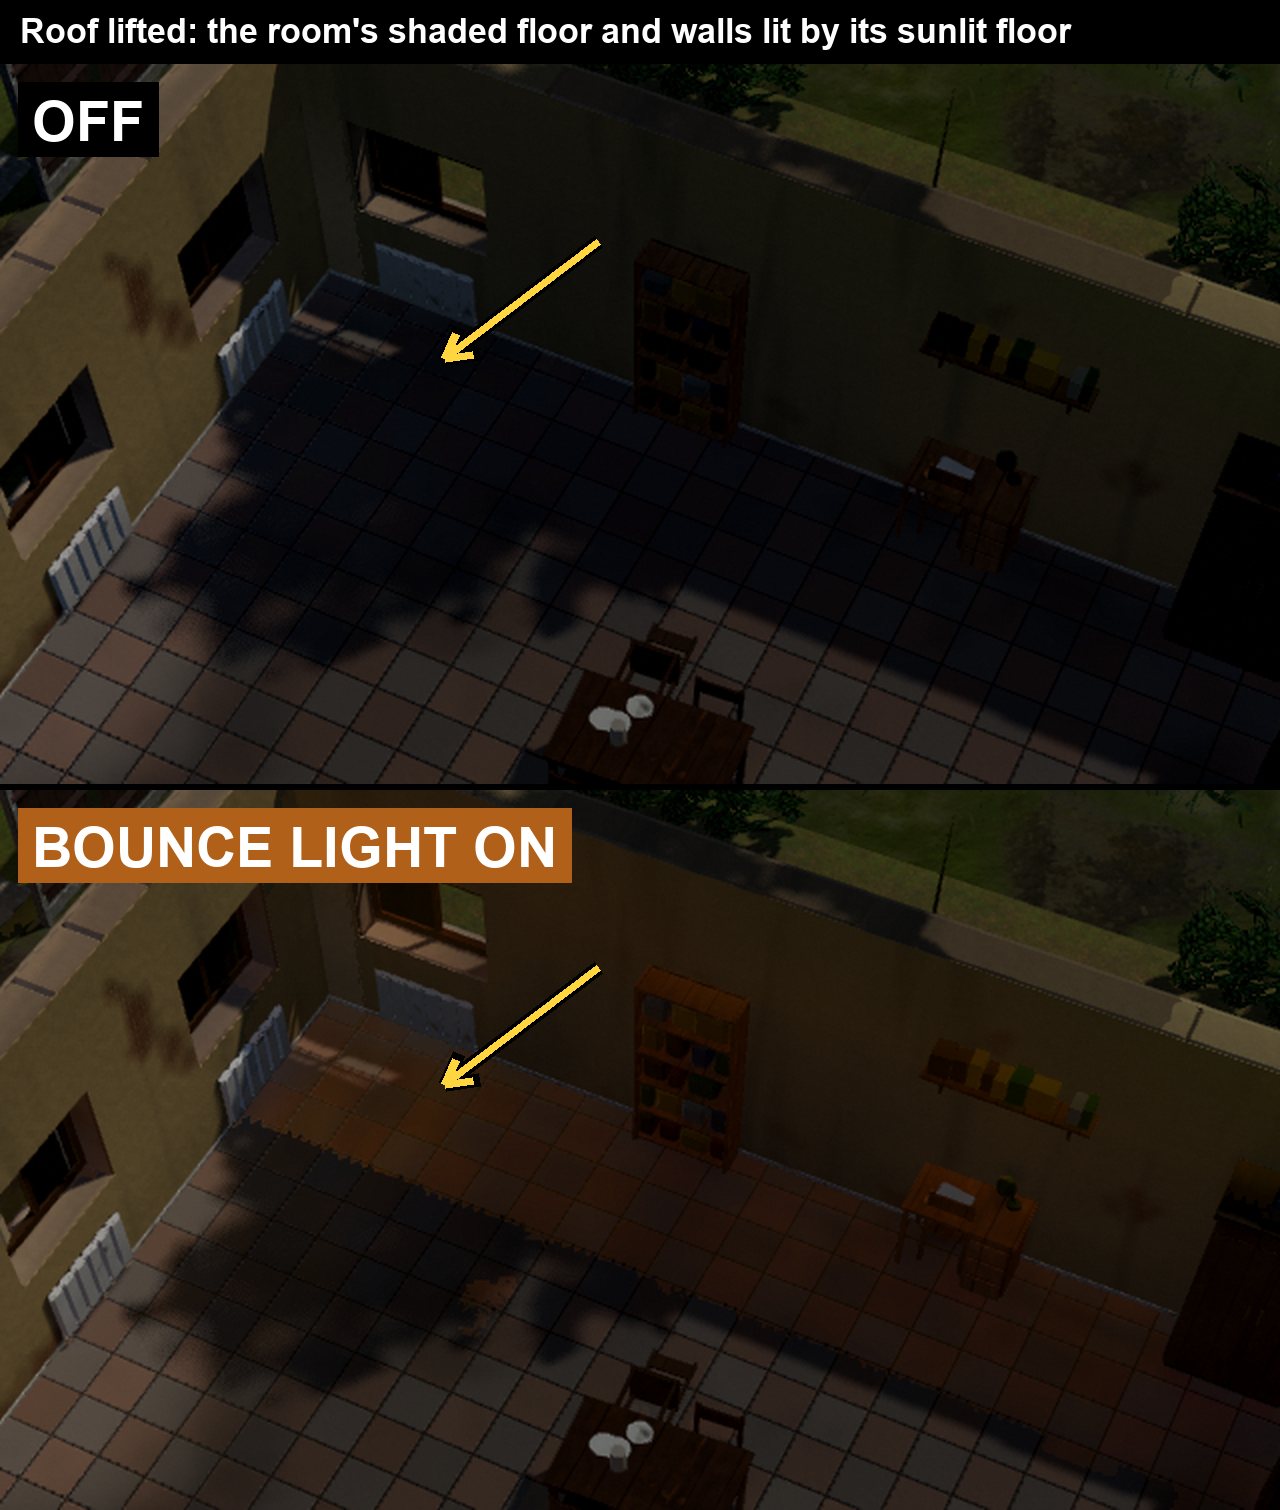 Roof lifted: the room's shaded floor and walls lit by its sunlit floor
OFF
BOUNCE LIGHT ON